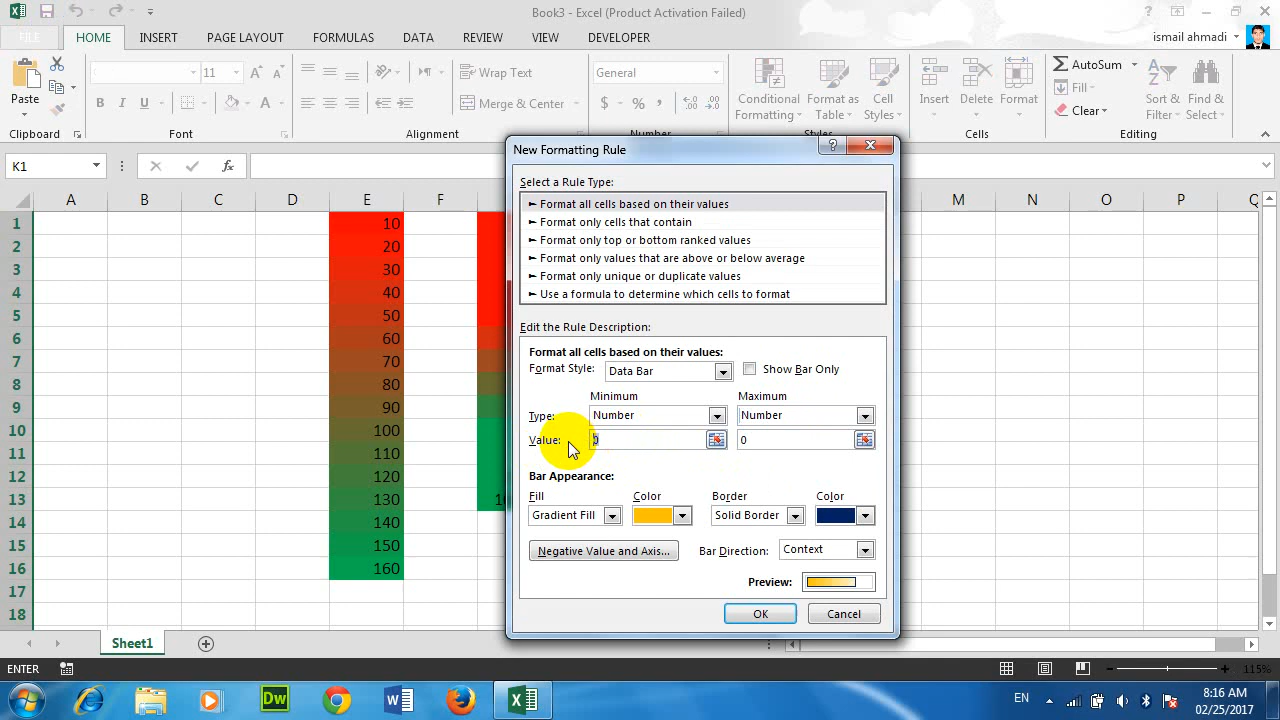 Book3 - Excel (Product Activation Failed)
FILE HOME INSERT PAGE LAYOUT FORMULAS DATA REVIEW VIEW DEVELOPER ismail ahmadi
Paste
11
Wrap Text
Merge & Center
General
Conditional Formatting
Format as Table
Cell Styles
Insert Delete Format
AutoSum
Fill
Clear
Sort & Filter
Find & Select
Clipboard Font Alignment Number Styles Cells Editing
K1
A B C D E F M N O P Q
1 10
2 20
3 30
4 40
5 50
6 60
7 70
8 80
9 90
10 100
11 110
12 120
13 130
14 140
15 150
16 160
17
18
New Formatting Rule
Select a Rule Type:
► Format all cells based on their values
► Format only cells that contain
► Format only top or bottom ranked values
► Format only values that are above or below average
► Format only unique or duplicate values
► Use a formula to determine which cells to format
Edit the Rule Description:
Format all cells based on their values:
Format Style: Data Bar Show Bar Only
Minimum Maximum
Type: Number Number
Value: 0 0
Bar Appearance:
Fill Color Border Color
Gradient Fill Solid Border
Negative Value and Axis... Bar Direction: Context
Preview:
OK Cancel
Sheet1
ENTER 115%
Dw
EN 8:16 AM
02/25/2017